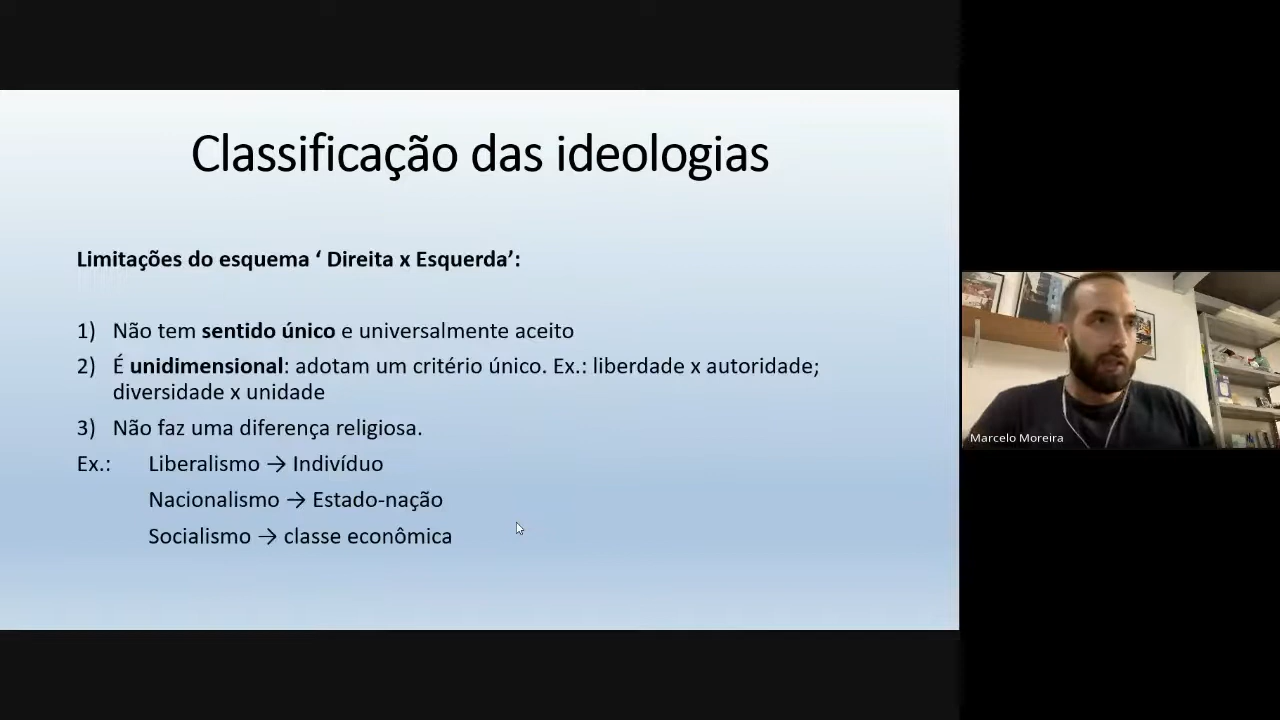 Classificação das ideologias
Limitações do esquema ‘ Direita x Esquerda’:
1) Não tem sentido único e universalmente aceito
2) É unidimensional: adotam um critério único. Ex.: liberdade x autoridade;
diversidade x unidade
3) Não faz uma diferença religiosa.
Ex.: Liberalismo → Indivíduo
Nacionalismo → Estado-nação
Socialismo → classe econômica
Marcelo Moreira